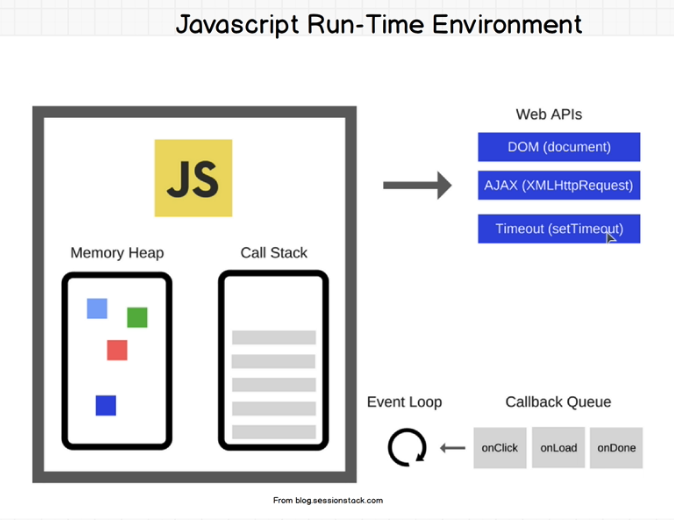 Javascript Run-Time Environment
Web APIs
DOM (document)
AJAX (XMLHttpRequest)
Timeout (setTimeout)
JS
Memory Heap
Call Stack
Event Loop
Callback Queue
onClick
onLoad
onDone
From blog.sessionstack.com